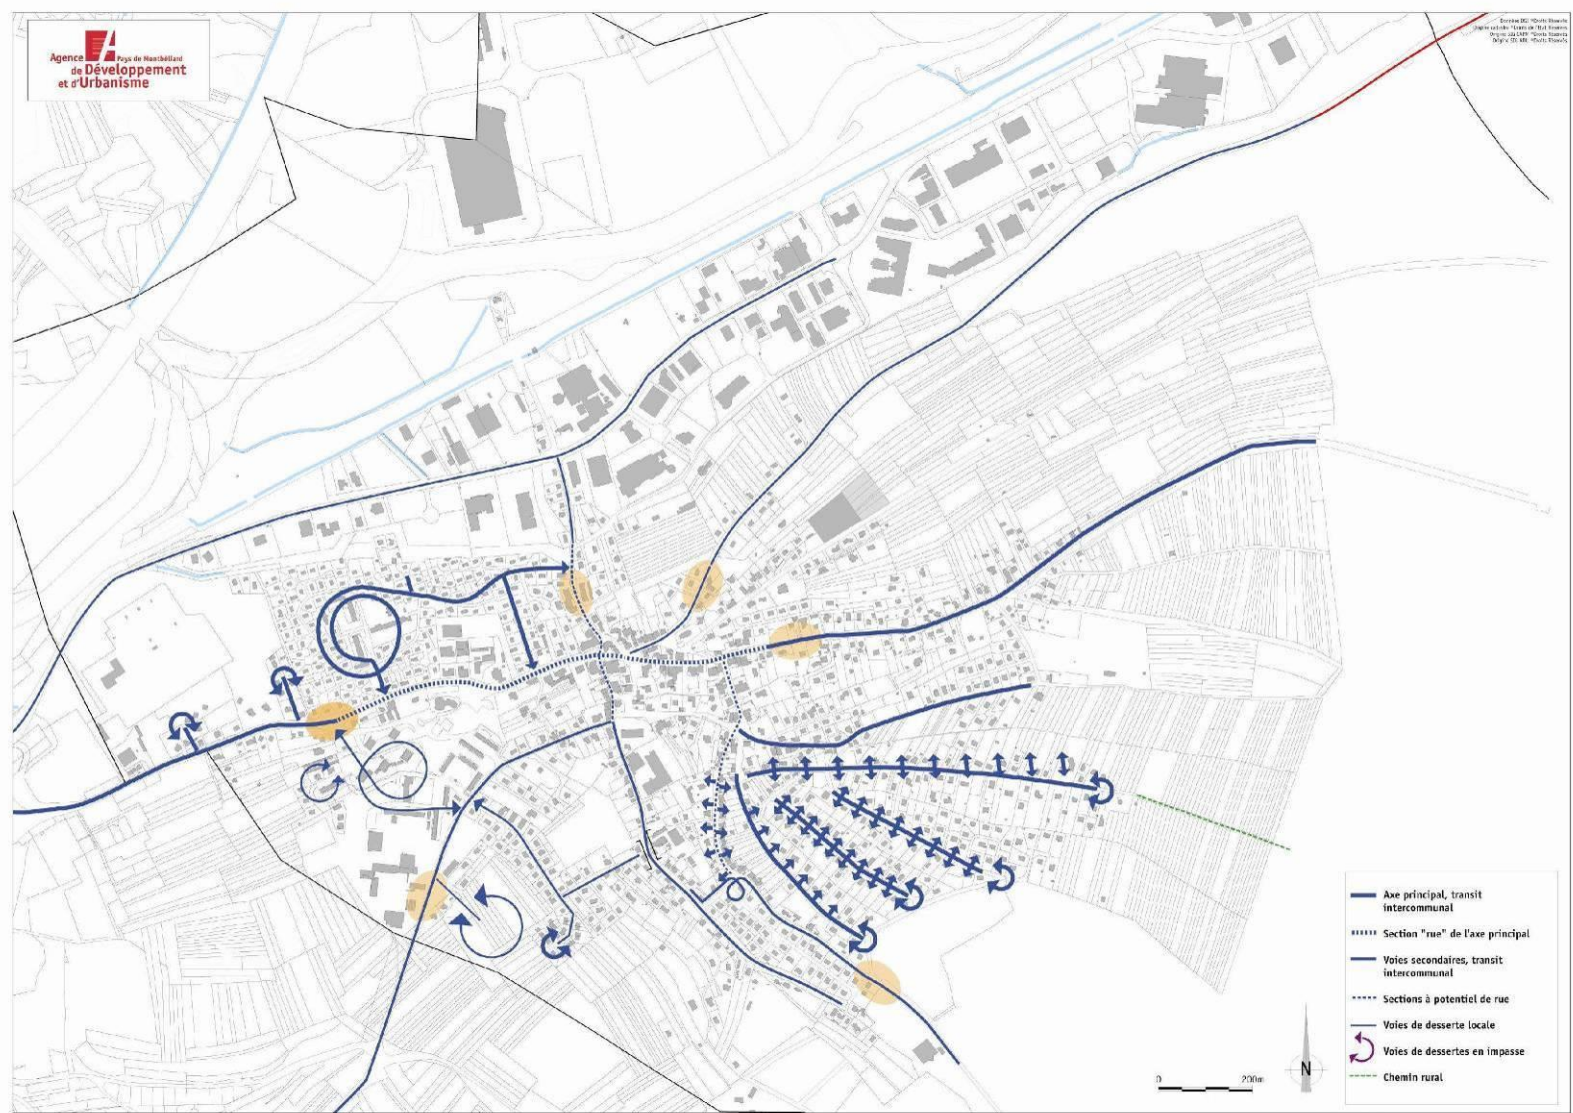 Agence Pays de Montbéliard
de Développement
et d'Urbanisme
Axe principal, transit
intercommunal
Section "rue" de l'axe principal
Voies secondaires, transit
intercommunal
Sections à potentiel de rue
Voies de desserte locale
Voies de dessertes en impasse
Chemin rural
0 200m
N